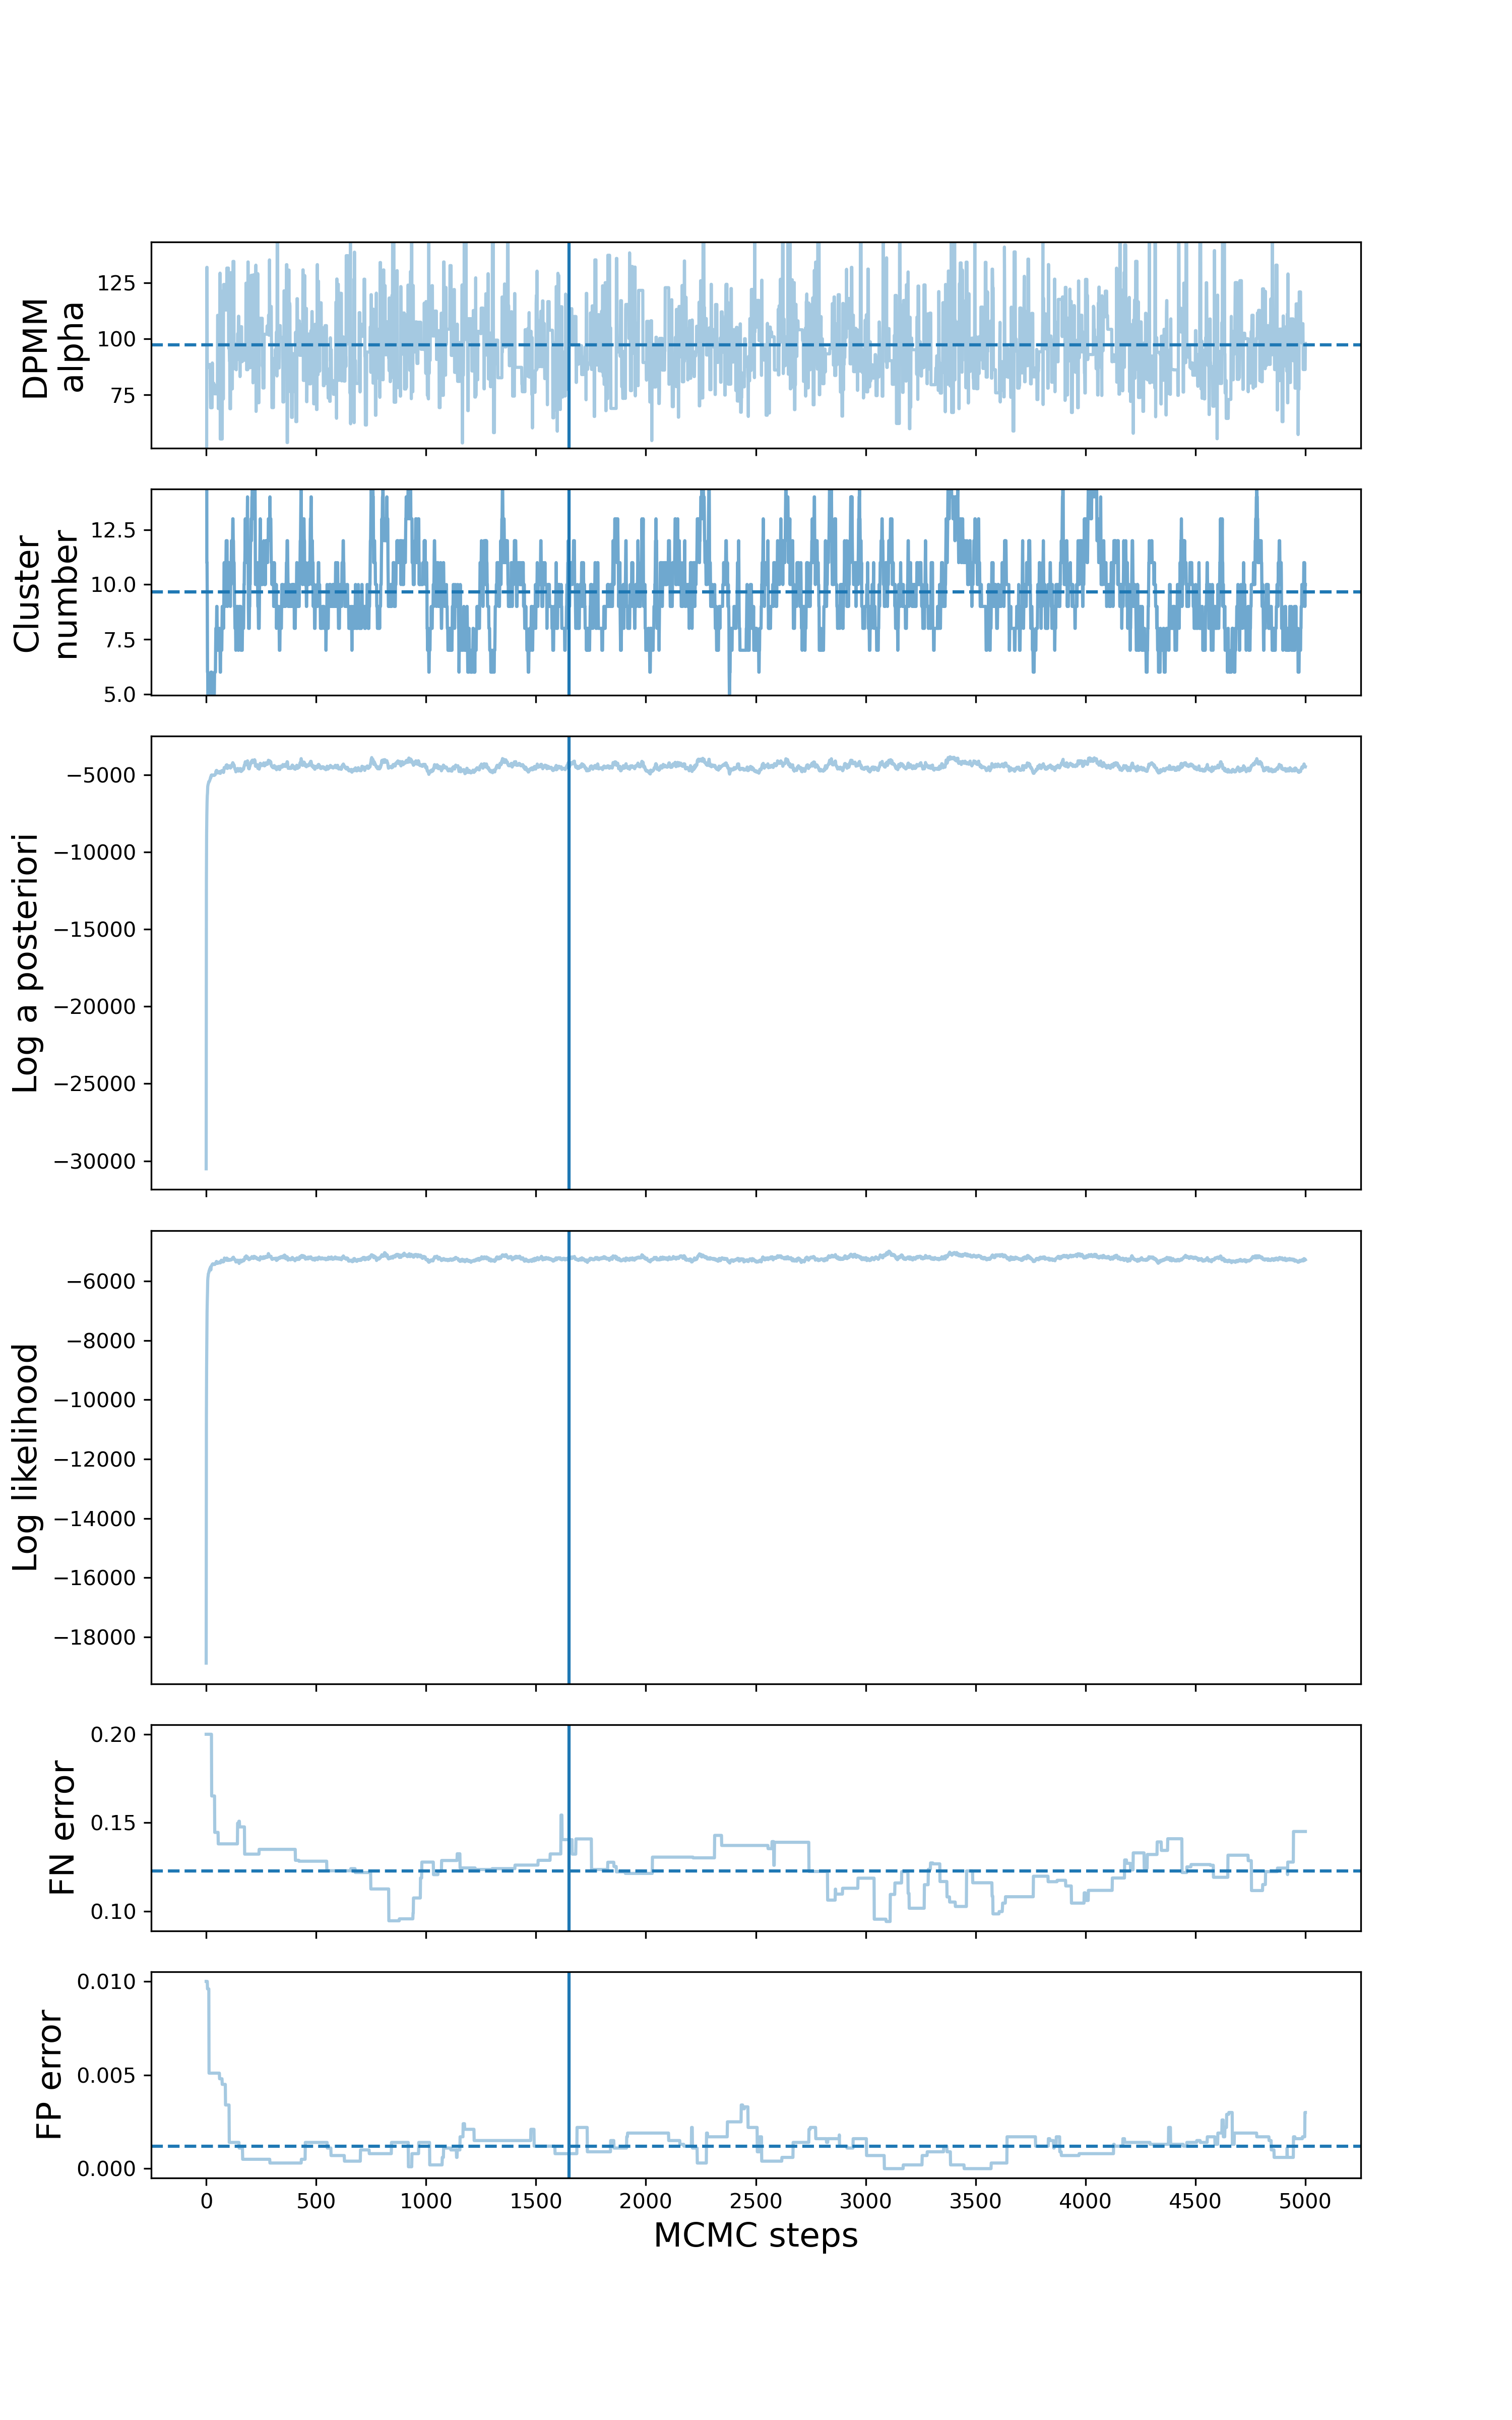 DPMM
alpha
125
100
75
Cluster
number
12.5
10.0
7.5
5.0
Log a posteriori
−5000
−10000
−15000
−20000
−25000
−30000
Log likelihood
−6000
−8000
−10000
−12000
−14000
−16000
−18000
FN error
0.20
0.15
0.10
FP error
0.010
0.005
0.000
0 500 1000 1500 2000 2500 3000 3500 4000 4500 5000
MCMC steps